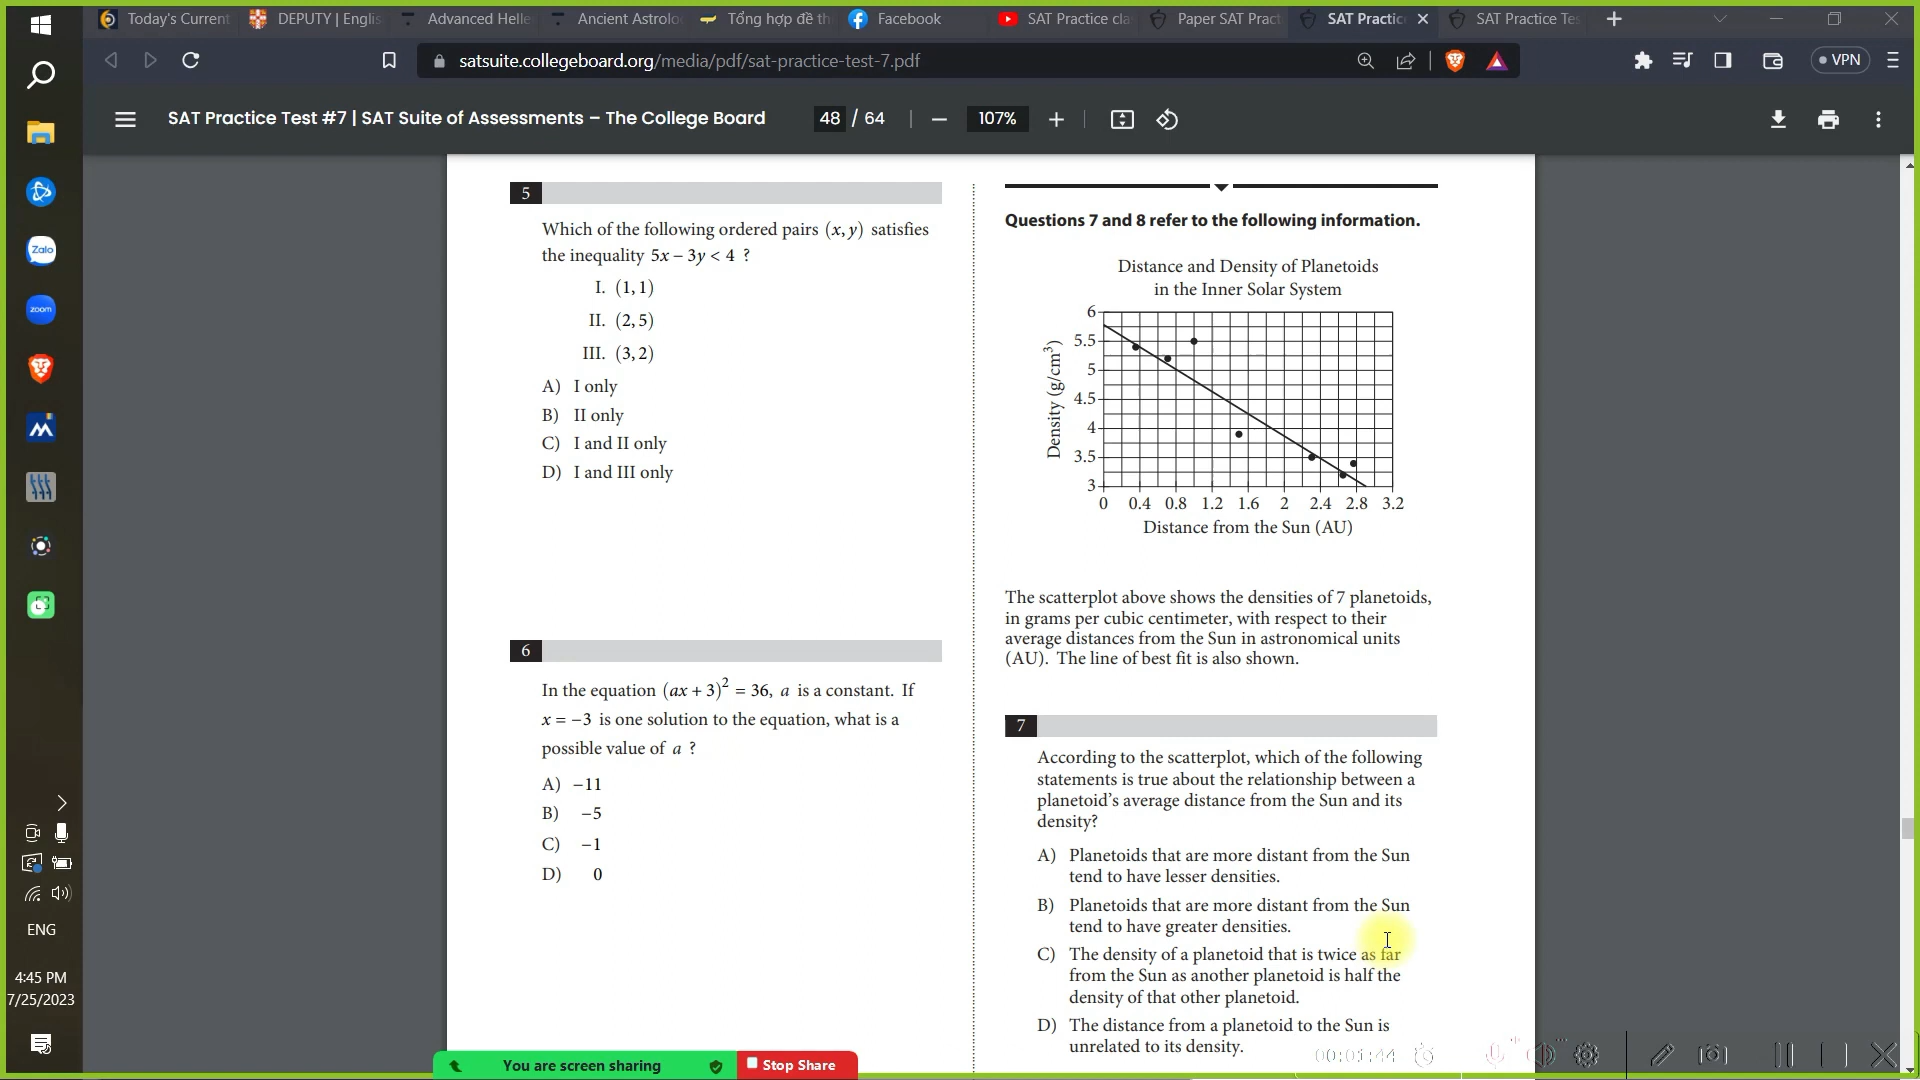 Today's Current
DEPUTY | Englis
Advanced Helle
Ancient Astrolo
Tổng hợp đề th
Facebook
SAT Practice cla
Paper SAT Pract
SAT Practic
SAT Practice Tes
satsuite.collegeboard.org/media/pdf/sat-practice-test-7.pdf
VPN
SAT Practice Test #7 | SAT Suite of Assessments – The College Board
48 / 64
107%
Zalo
zoom
ENG
4:45 PM
7/25/2023
5
Which of the following ordered pairs (x, y) satisfies
the inequality 5x − 3y < 4 ?
I. (1, 1)
II. (2, 5)
III. (3, 2)
A) I only
B) II only
C) I and II only
D) I and III only
6
In the equation (ax + 3)² = 36, a is a constant. If
x = −3 is one solution to the equation, what is a
possible value of a ?
A) −11
B) −5
C) −1
D) 0
Questions 7 and 8 refer to the following information.
Distance and Density of Planetoids
in the Inner Solar System
Density (g/cm³)
6
5.5
5
4.5
4
3.5
3
0 0.4 0.8 1.2 1.6 2 2.4 2.8 3.2
Distance from the Sun (AU)
The scatterplot above shows the densities of 7 planetoids,
in grams per cubic centimeter, with respect to their
average distances from the Sun in astronomical units
(AU). The line of best fit is also shown.
7
According to the scatterplot, which of the following
statements is true about the relationship between a
planetoid's average distance from the Sun and its
density?
A) Planetoids that are more distant from the Sun
tend to have lesser densities.
B) Planetoids that are more distant from the Sun
tend to have greater densities.
C) The density of a planetoid that is twice as far
from the Sun as another planetoid is half the
density of that other planetoid.
D) The distance from a planetoid to the Sun is
unrelated to its density.
You are screen sharing
Stop Share
00:01:44